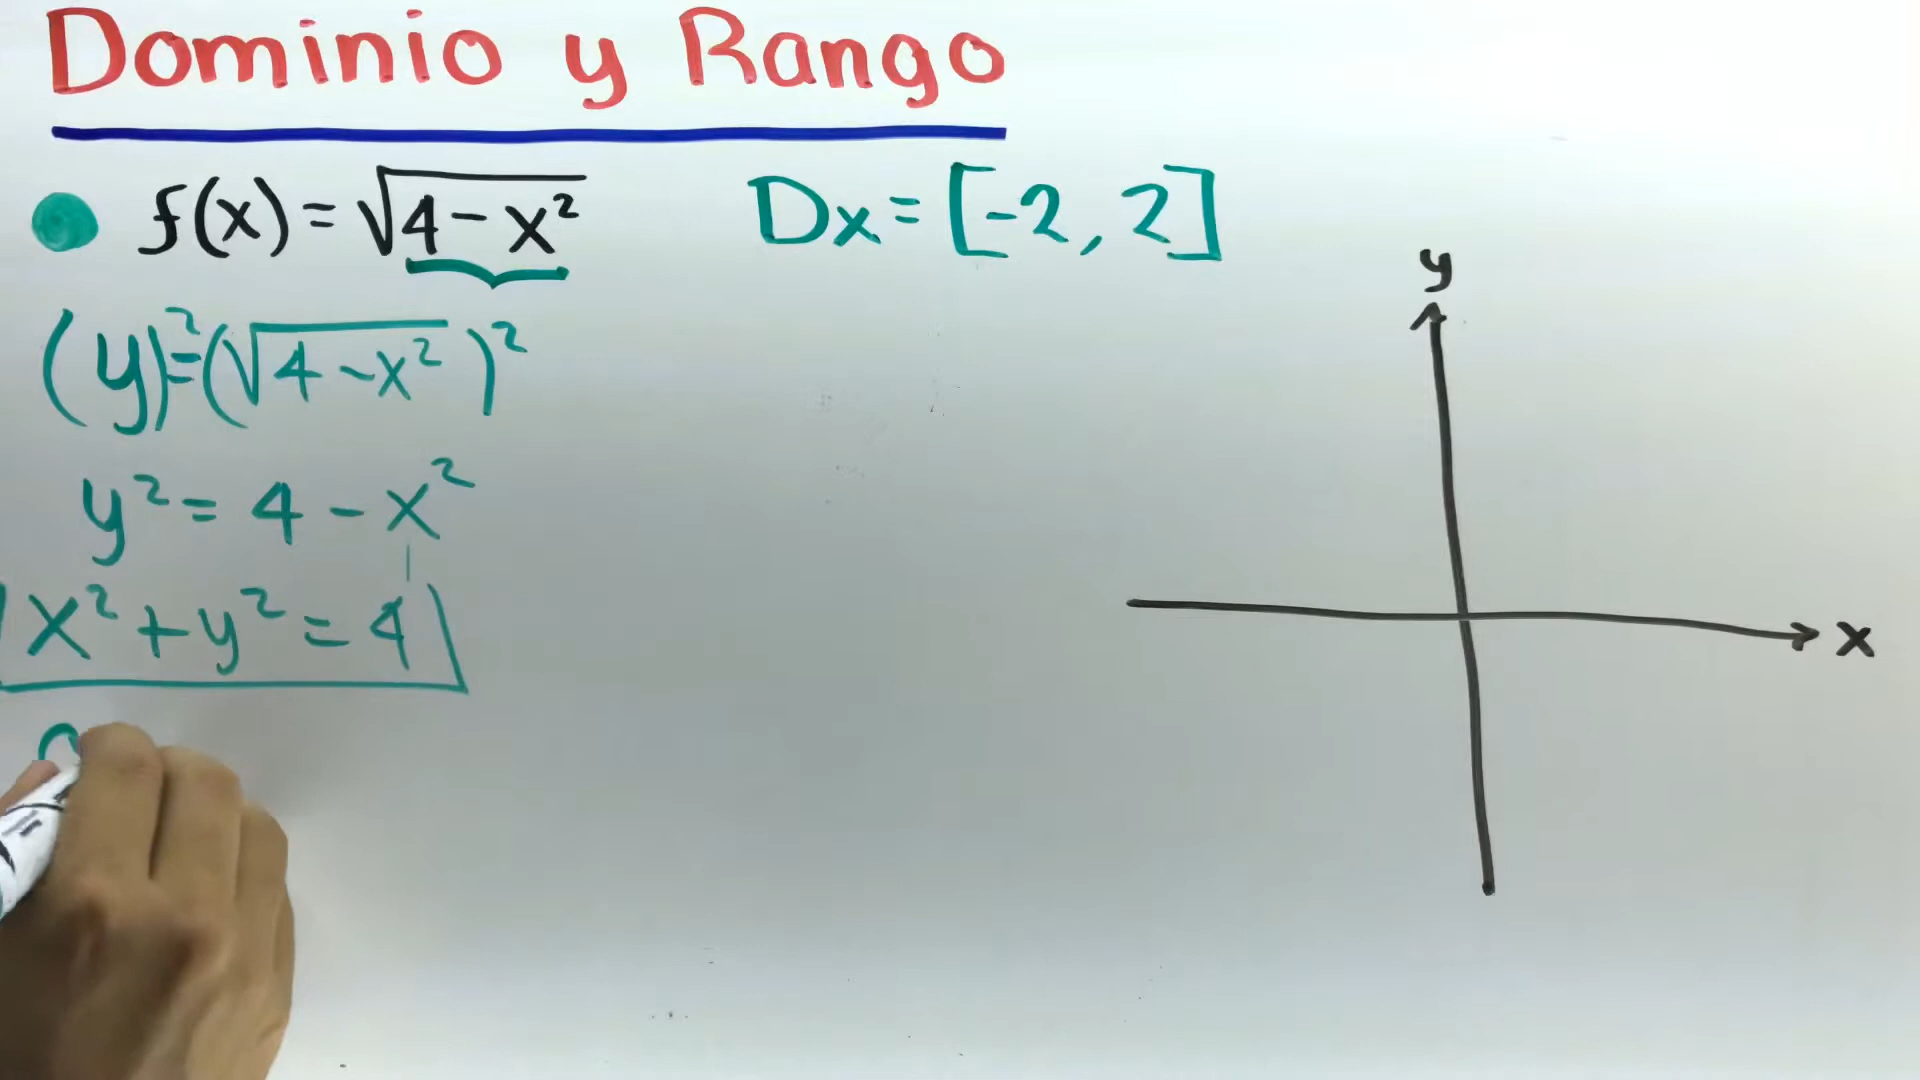 Dominio y Rango
f(x) = √4 - x²
Dx = [-2, 2]
(y)² = (√4 - x²)²
y² = 4 - x²
x² + y² = 4
y
x